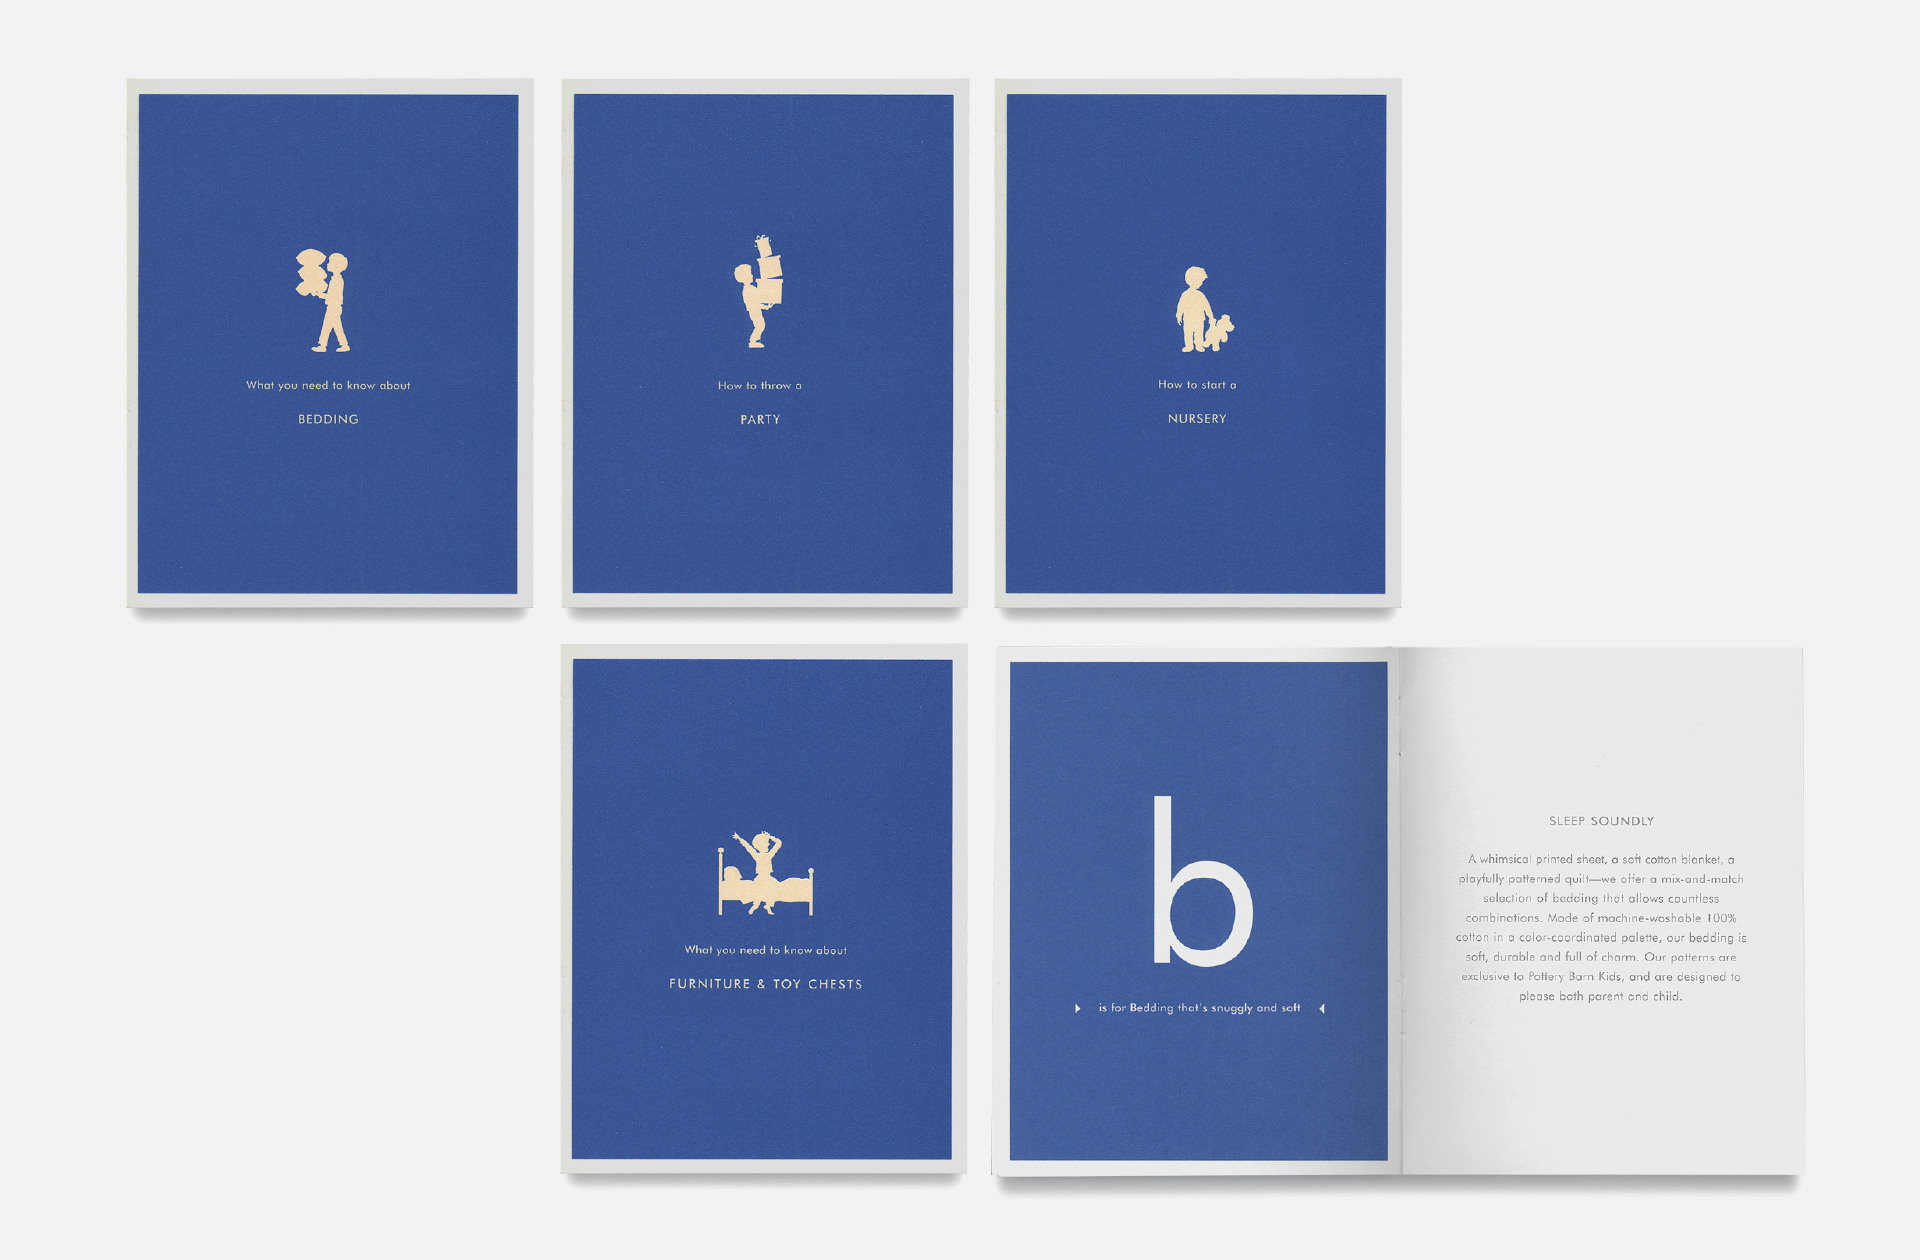 What you need to know about
BEDDING
How to throw a
PARTY
How to start a
NURSERY
What you need to know about
FURNITURE & TOY CHESTS
b
is for Bedding that's snuggly and soft
SLEEP SOUNDLY
A whimsical printed sheet, a soft cotton blanket, a
playfully patterned quilt—we offer a mix-and-match
selection of bedding that allows countless
combinations. Made of machine-washable 100%
cotton in a color-coordinated palette, our bedding is
soft, durable and full of charm. Our patterns are
exclusive to Pottery Barn Kids, and are designed to
please both parent and child.